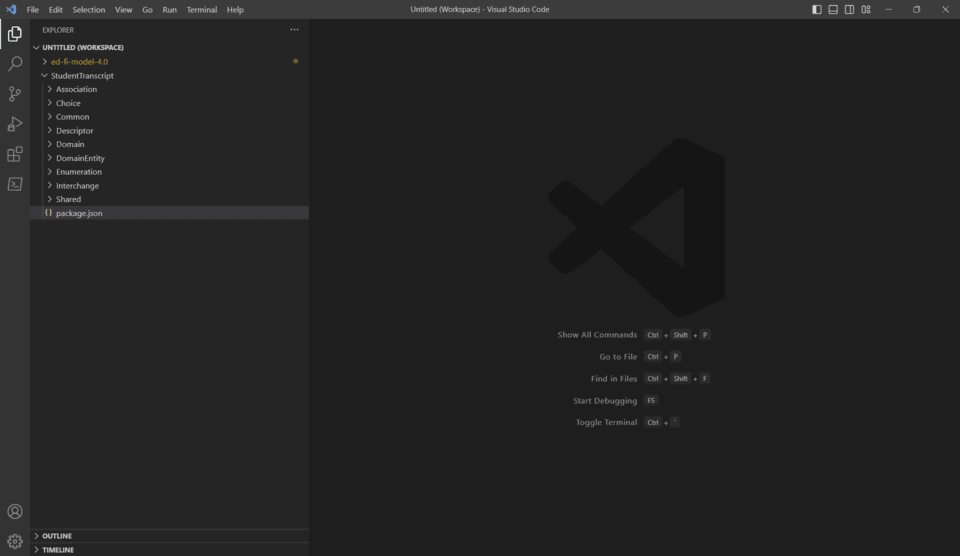 File Edit Selection View Go Run Terminal Help
Untitled (Workspace) - Visual Studio Code
EXPLORER ...
UNTITLED (WORKSPACE)
ed-fi-model-4.0
StudentTranscript
Association
Choice
Common
Descriptor
Domain
DomainEntity
Enumeration
Interchange
Shared
{} package.json
Show All Commands Ctrl + Shift + P
Go to File Ctrl + P
Find in Files Ctrl + Shift + F
Start Debugging F5
Toggle Terminal Ctrl + `
OUTLINE
TIMELINE